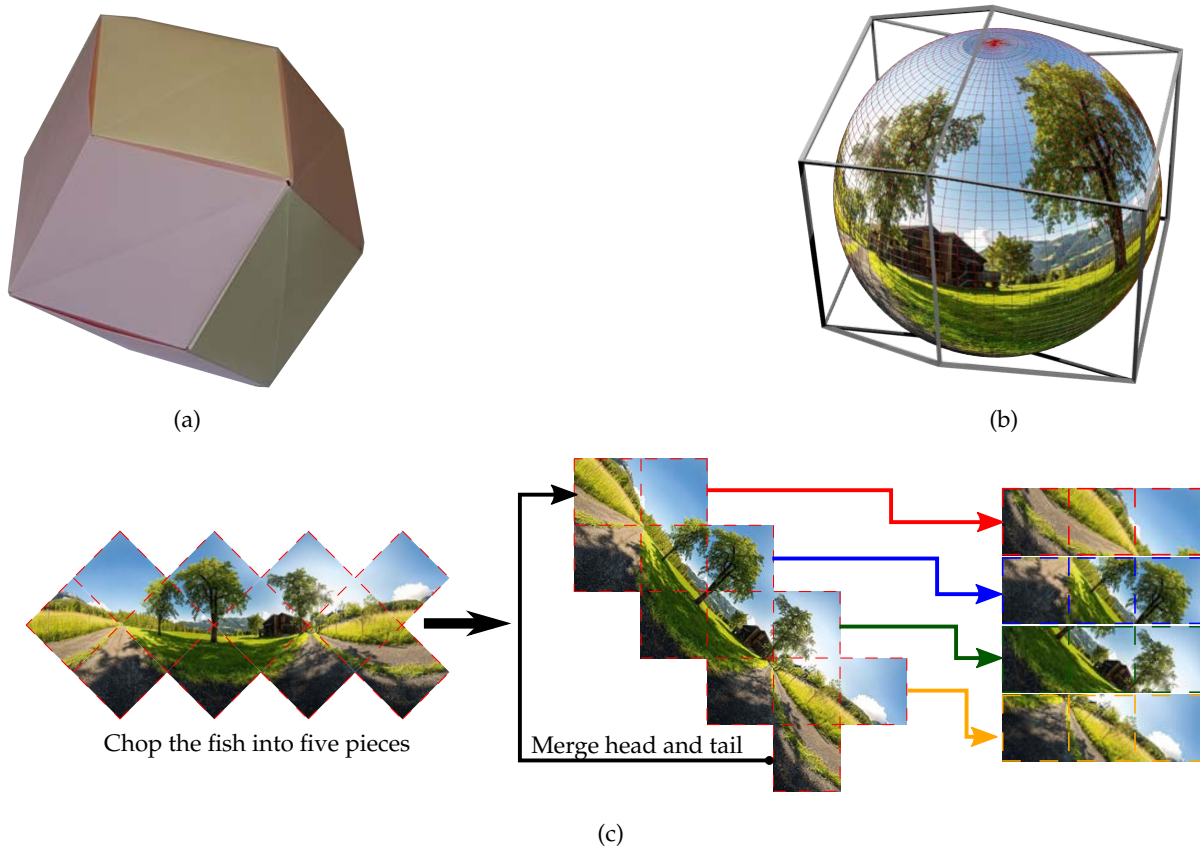 (a)
(b)
Chop the fish into five pieces
Merge head and tail
(c)